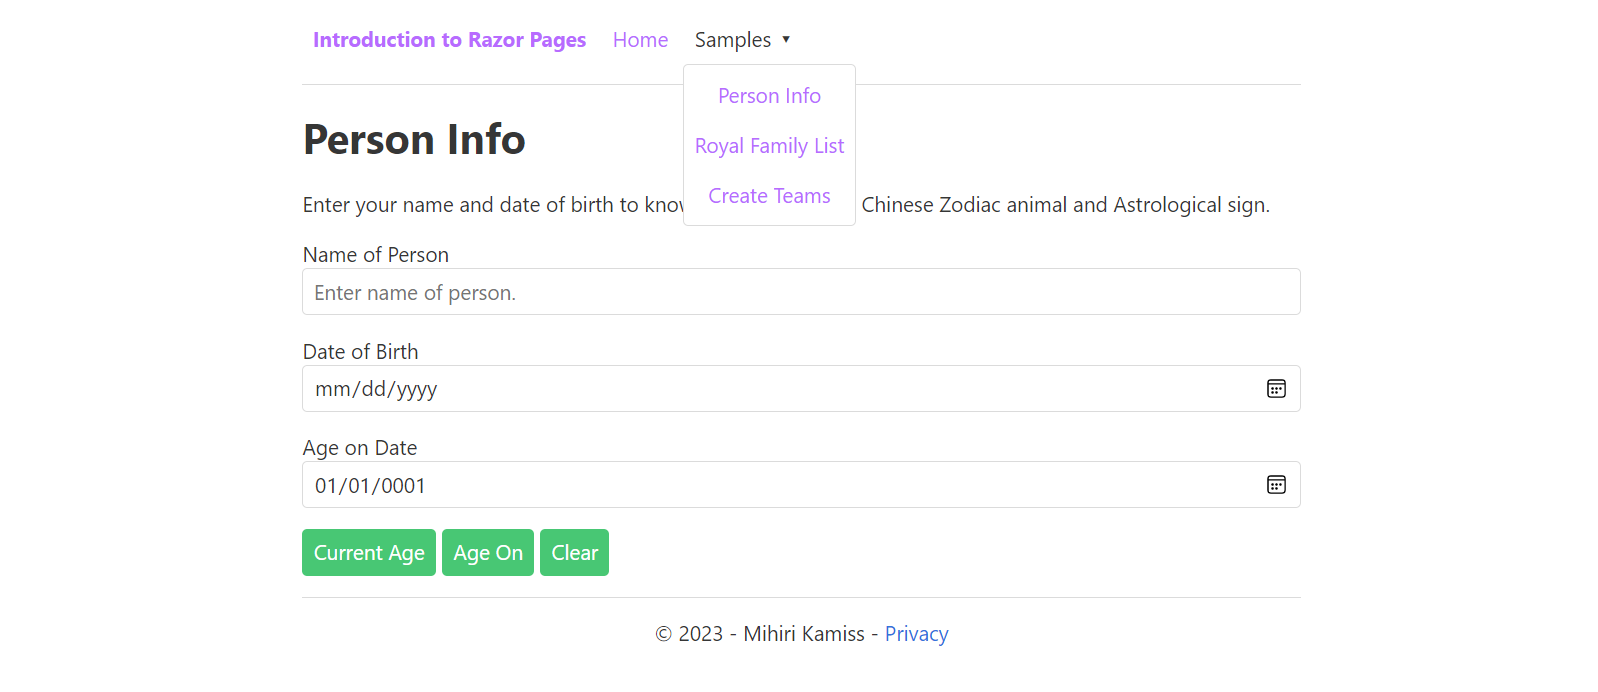 Introduction to Razor Pages Home Samples ▼
Person Info
Royal Family List
Create Teams
Person Info
Enter your name and date of birth to know Chinese Zodiac animal and Astrological sign.
Name of Person
Enter name of person.
Date of Birth
mm/dd/yyyy
Age on Date
01/01/0001
Current Age Age On Clear
© 2023 - Mihiri Kamiss - Privacy